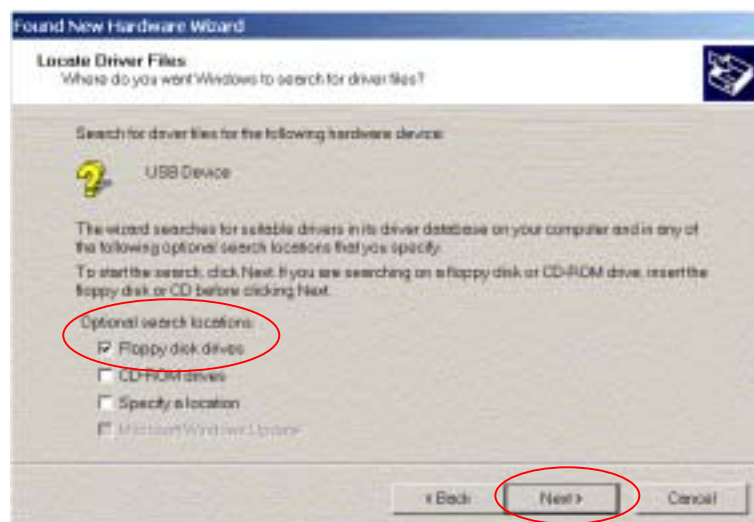 Found New Hardware Wizard
Locate Driver Files
Where do you want Windows to search for driver files?
Search for driver files for the following hardware device:
USB Device
The wizard searches for suitable drivers in its driver database on your computer and in any of
the following optional search locations that you specify.
To start the search, click Next. If you are searching on a floppy disk or CD-ROM drive, insert the
floppy disk or CD before clicking Next.
Optional search locations:
Floppy disk drives
CD-ROM drives
Specify a location
Microsoft Windows Update
< Back
Next >
Cancel